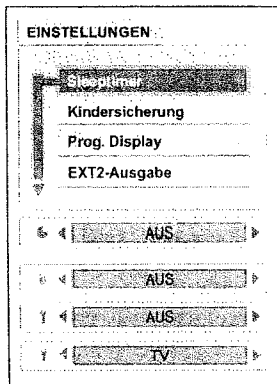 EINSTELLUNGEN
Sleeptimer
Kindersicherung
Prog. Display
EXT2-Ausgabe
AUS
AUS
AUS
TV